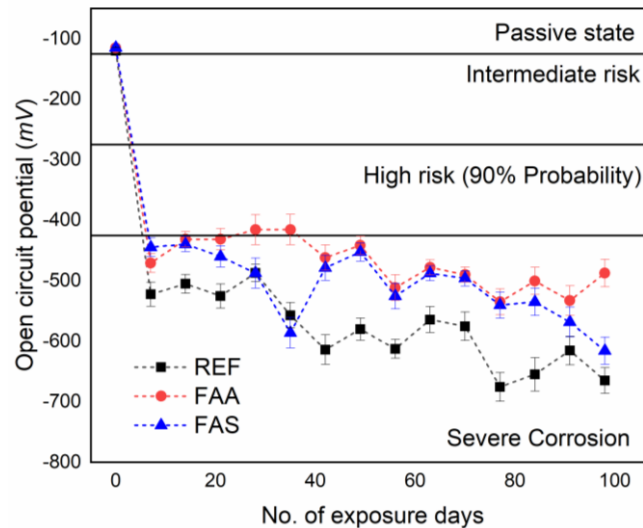 Passive state
Intermediate risk
High risk (90% Probability)
Severe Corrosion
REF
FAA
FAS
Open circuit potential (mV)
-100
-200
-300
-400
-500
-600
-700
-800
0
20
40
60
80
100
No. of exposure days